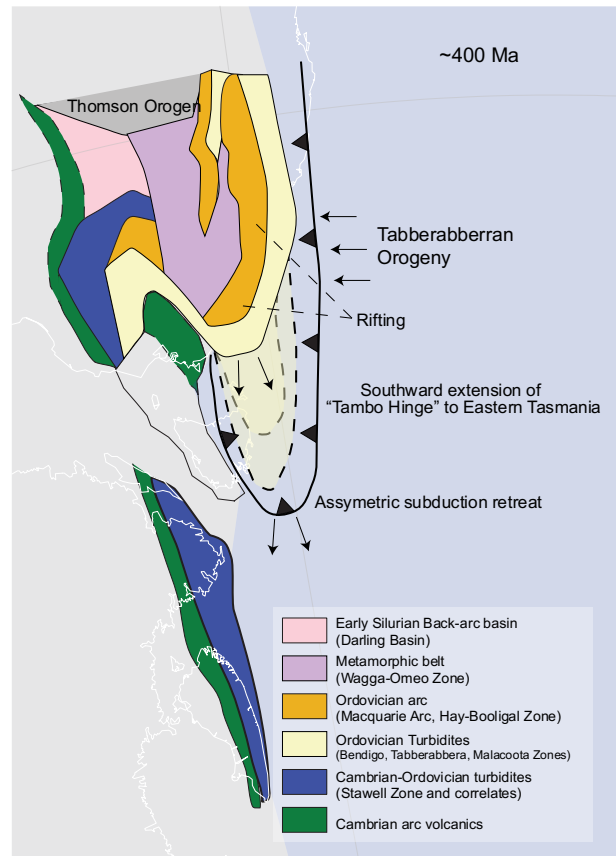 ~400 Ma
Thomson Orogen
Tabberabberran
Orogeny
Rifting
Southward extension of
“Tambo Hinge” to Eastern Tasmania
Assymetric subduction retreat
Early Silurian Back-arc basin
(Darling Basin)
Metamorphic belt
(Wagga-Omeo Zone)
Ordovician arc
(Macquarie Arc, Hay-Booligal Zone)
Ordovician Turbidites
(Bendigo, Tabberabbera, Malacoota Zones)
Cambrian-Ordovician turbidites
(Stawell Zone and correlates)
Cambrian arc volcanics